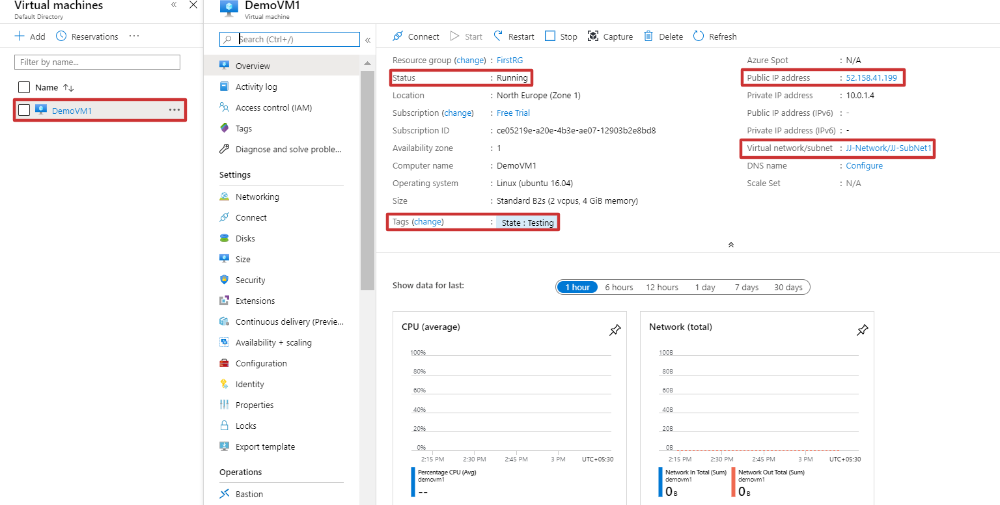 Virtual machines
Default Directory
Add
Reservations
...
Filter by name...
Name
DemoVM1
...
DemoVM1
Virtual machine
Search (Ctrl+/)
Overview
Activity log
Access control (IAM)
Tags
Diagnose and solve proble...
Settings
Networking
Connect
Disks
Size
Security
Extensions
Continuous delivery (Previe...
Availability + scaling
Configuration
Identity
Properties
Locks
Export template
Operations
Bastion
Connect Start Restart Stop Capture Delete Refresh
Resource group (change) : FirstRG
Status : Running
Location : North Europe (Zone 1)
Subscription (change) : Free Trial
Subscription ID : ce05219e-a20e-4b3e-ae07-12903b2e8bd8
Availability zone : 1
Computer name : DemoVM1
Operating system : Linux (ubuntu 16.04)
Size : Standard B2s (2 vcpus, 4 GiB memory)
Tags (change) : State : Testing
Azure Spot : N/A
Public IP address : 52.158.41.199
Private IP address : 10.0.1.4
Public IP address (IPv6) : -
Private IP address (IPv6) : -
Virtual network/subnet : JJ-Network/JJ-SubNet1
DNS name : Configure
Scale Set : N/A
Show data for last:
1 hour 6 hours 12 hours 1 day 7 days 30 days
CPU (average)
100%
80%
60%
40%
20%
0%
2:15 PM 2:30 PM 2:45 PM 3 PM UTC+05:30
Percentage CPU (Avg)
demovm1
--
Network (total)
100B
80B
60B
40B
20B
0B
2:15 PM 2:30 PM 2:45 PM 3 PM UTC+05:30
Network In Total (Sum)
demovm1
0 B
Network Out Total (Sum)
demovm1
0 B